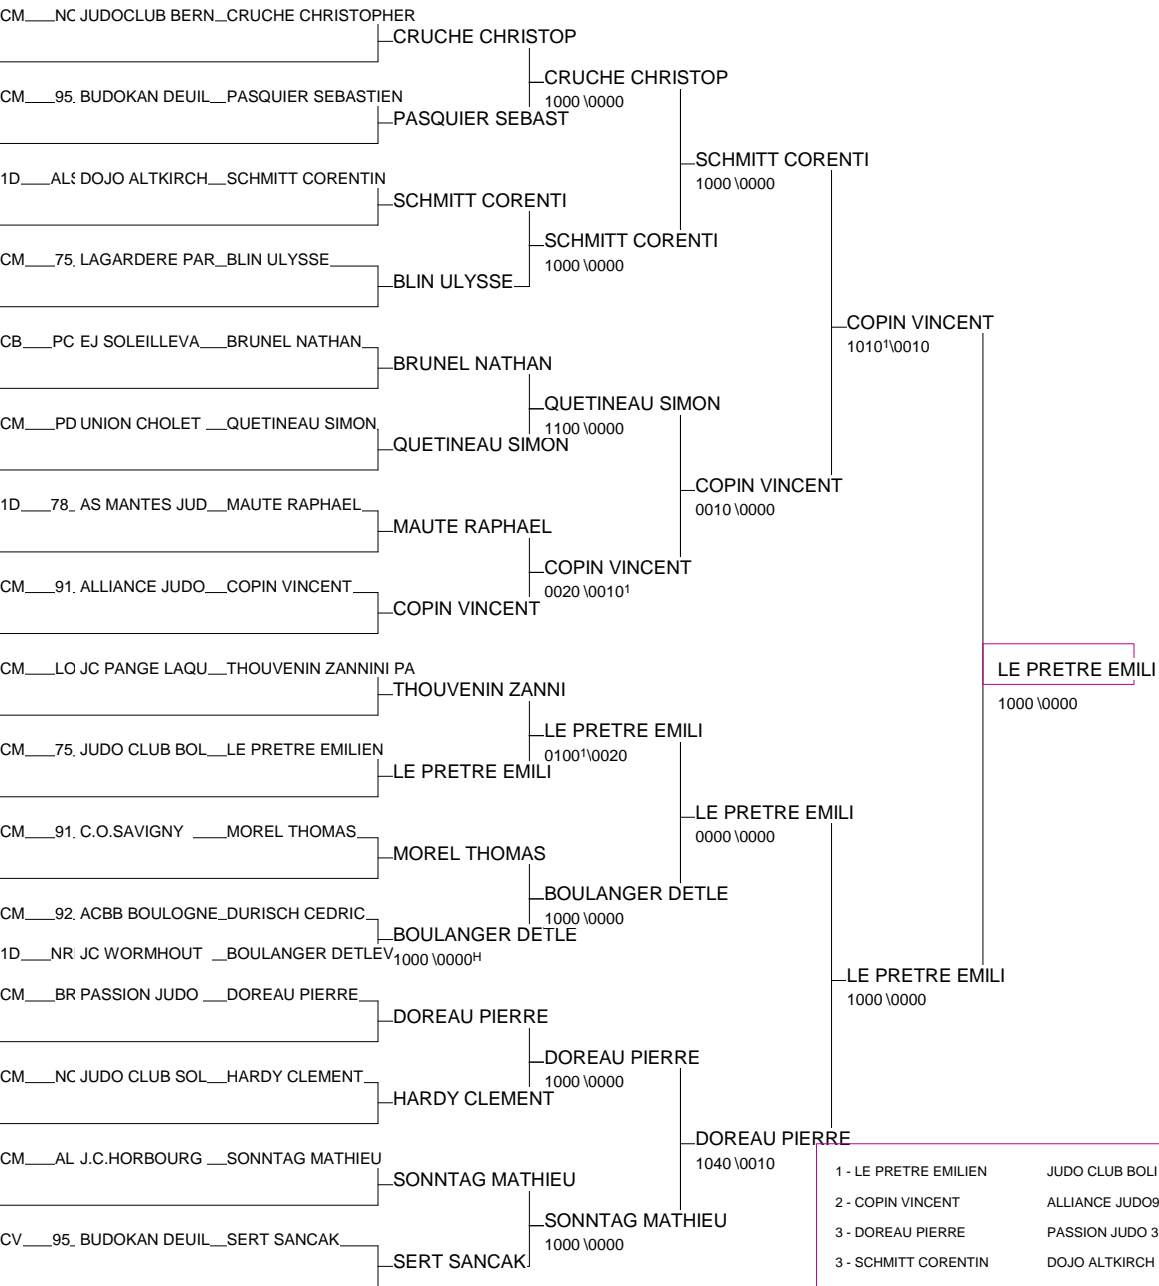 CM NC JUDOCLUB BERN CRUCHE CHRISTOPHER
CRUCHE CHRISTOP
CRUCHE CHRISTOP
1000 \0000
CM 95 BUDOKAN DEUIL PASQUIER SEBASTIEN
PASQUIER SEBAST
SCHMITT CORENTI
1000 \0000
1D ALS DOJO ALTKIRCH SCHMITT CORENTIN
SCHMITT CORENTI
SCHMITT CORENTI
1000 \0000
CM 75 LAGARDERE PAR BLIN ULYSSE
BLIN ULYSSE
COPIN VINCENT
1010¹\0010
CB PC EJ SOLEILLEVA BRUNEL NATHAN
BRUNEL NATHAN
QUETINEAU SIMON
1100 \0000
CM PD UNION CHOLET QUETINEAU SIMON
QUETINEAU SIMON
COPIN VINCENT
0010 \0000
1D 78 AS MANTES JUD MAUTE RAPHAEL
MAUTE RAPHAEL
COPIN VINCENT
0020 \0010¹
CM 91 ALLIANCE JUDO COPIN VINCENT
COPIN VINCENT
LE PRETRE EMILI
1000 \0000
CM LO JC PANGE LAQU THOUVENIN ZANNINI PA
THOUVENIN ZANNI
LE PRETRE EMILI
0100¹\0020
CM 75 JUDO CLUB BOL LE PRETRE EMILIEN
LE PRETRE EMILI
LE PRETRE EMILI
0000 \0000
CM 91 C.O.SAVIGNY MOREL THOMAS
MOREL THOMAS
BOULANGER DETLE
1000 \0000
CM 92 ACBB BOULOGNE DURISCH CEDRIC
BOULANGER DETLE
1D NR JC WORMHOUT BOULANGER DETLEV
1000 \0000ᴴ
LE PRETRE EMILI
1000 \0000
CM BR PASSION JUDO DOREAU PIERRE
DOREAU PIERRE
DOREAU PIERRE
1000 \0000
CM NC JUDO CLUB SOL HARDY CLEMENT
HARDY CLEMENT
DOREAU PIERRE
1040 \0010
CM AL J.C.HORBOURG SONNTAG MATHIEU
SONNTAG MATHIEU
SONNTAG MATHIEU
1000 \0000
CV 95 BUDOKAN DEUIL SERT SANCAK
SERT SANCAK
1 - LE PRETRE EMILIEN JUDO CLUB BOLI
2 - COPIN VINCENT ALLIANCE JUDO9
3 - DOREAU PIERRE PASSION JUDO 3
3 - SCHMITT CORENTIN DOJO ALTKIRCH